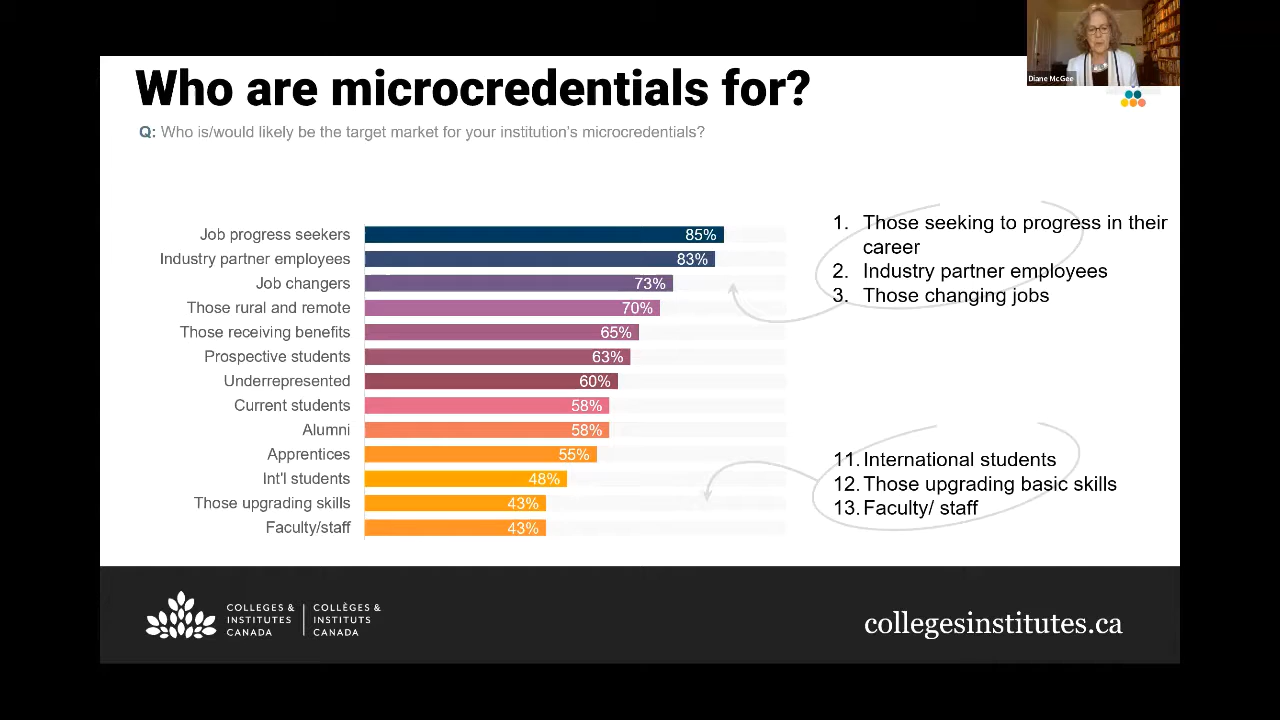 Diane McGee
Who are microcredentials for?
Q: Who is/would likely be the target market for your institution's microcredentials?
Job progress seekers 85%
Industry partner employees 83%
Job changers 73%
Those rural and remote 70%
Those receiving benefits 65%
Prospective students 63%
Underrepresented 60%
Current students 58%
Alumni 58%
Apprentices 55%
Int'l students 48%
Those upgrading skills 43%
Faculty/staff 43%
1. Those seeking to progress in their
career
2. Industry partner employees
3. Those changing jobs
11. International students
12. Those upgrading basic skills
13. Faculty/ staff
COLLEGES &
INSTITUTES
CANADA
COLLÈGES &
INSTITUTS
CANADA
collegesinstitutes.ca